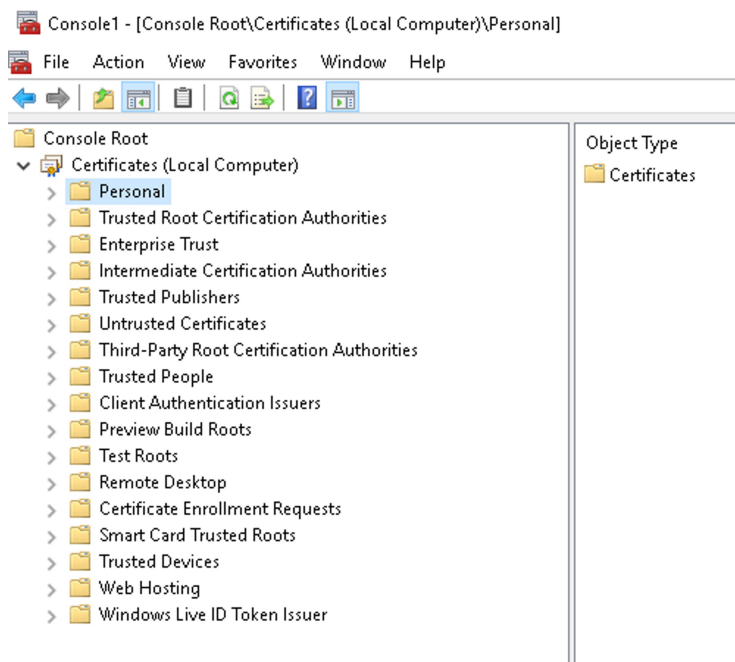 Console1 - [Console Root\Certificates (Local Computer)\Personal]
File Action View Favorites Window Help
Console Root
Certificates (Local Computer)
Personal
Trusted Root Certification Authorities
Enterprise Trust
Intermediate Certification Authorities
Trusted Publishers
Untrusted Certificates
Third-Party Root Certification Authorities
Trusted People
Client Authentication Issuers
Preview Build Roots
Test Roots
Remote Desktop
Certificate Enrollment Requests
Smart Card Trusted Roots
Trusted Devices
Web Hosting
Windows Live ID Token Issuer
Object Type
Certificates